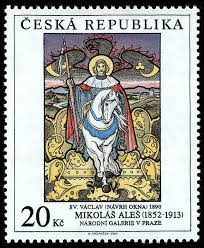 ČESKÁ REPUBLIKA
SV. VÁCLAV (NÁVRH OKNA) 1890
MIKOLÁŠ ALEŠ (1852-1913)
NÁRODNÍ GALERIE V PRAZE
20 Kč